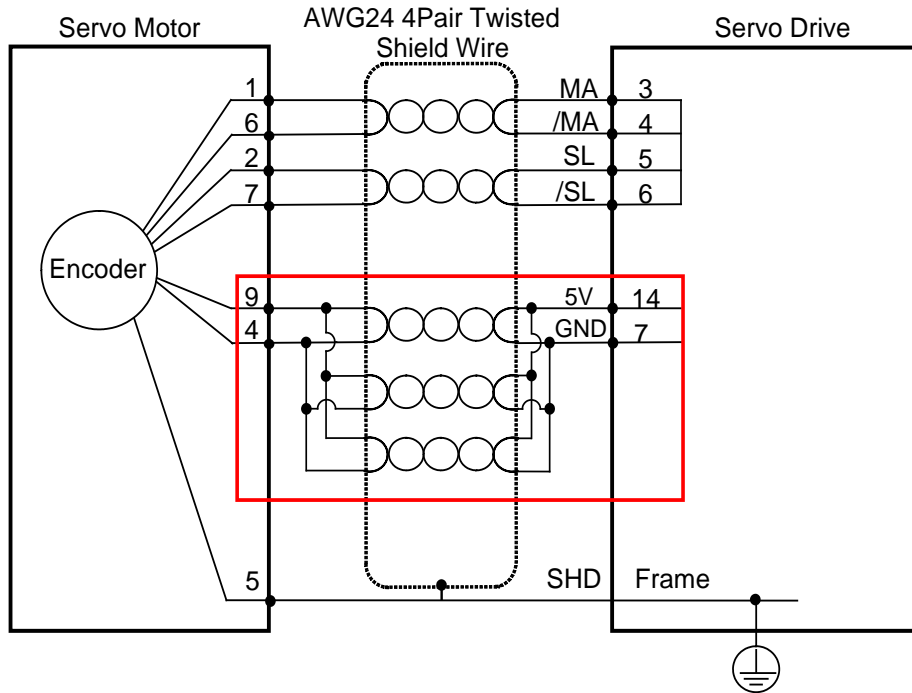 AWG24 4Pair Twisted
Shield Wire
Servo Motor
Servo Drive
1 MA 3
6 /MA 4
2 SL 5
7 /SL 6
Encoder
9 5V 14
4 GND 7
5 SHD Frame